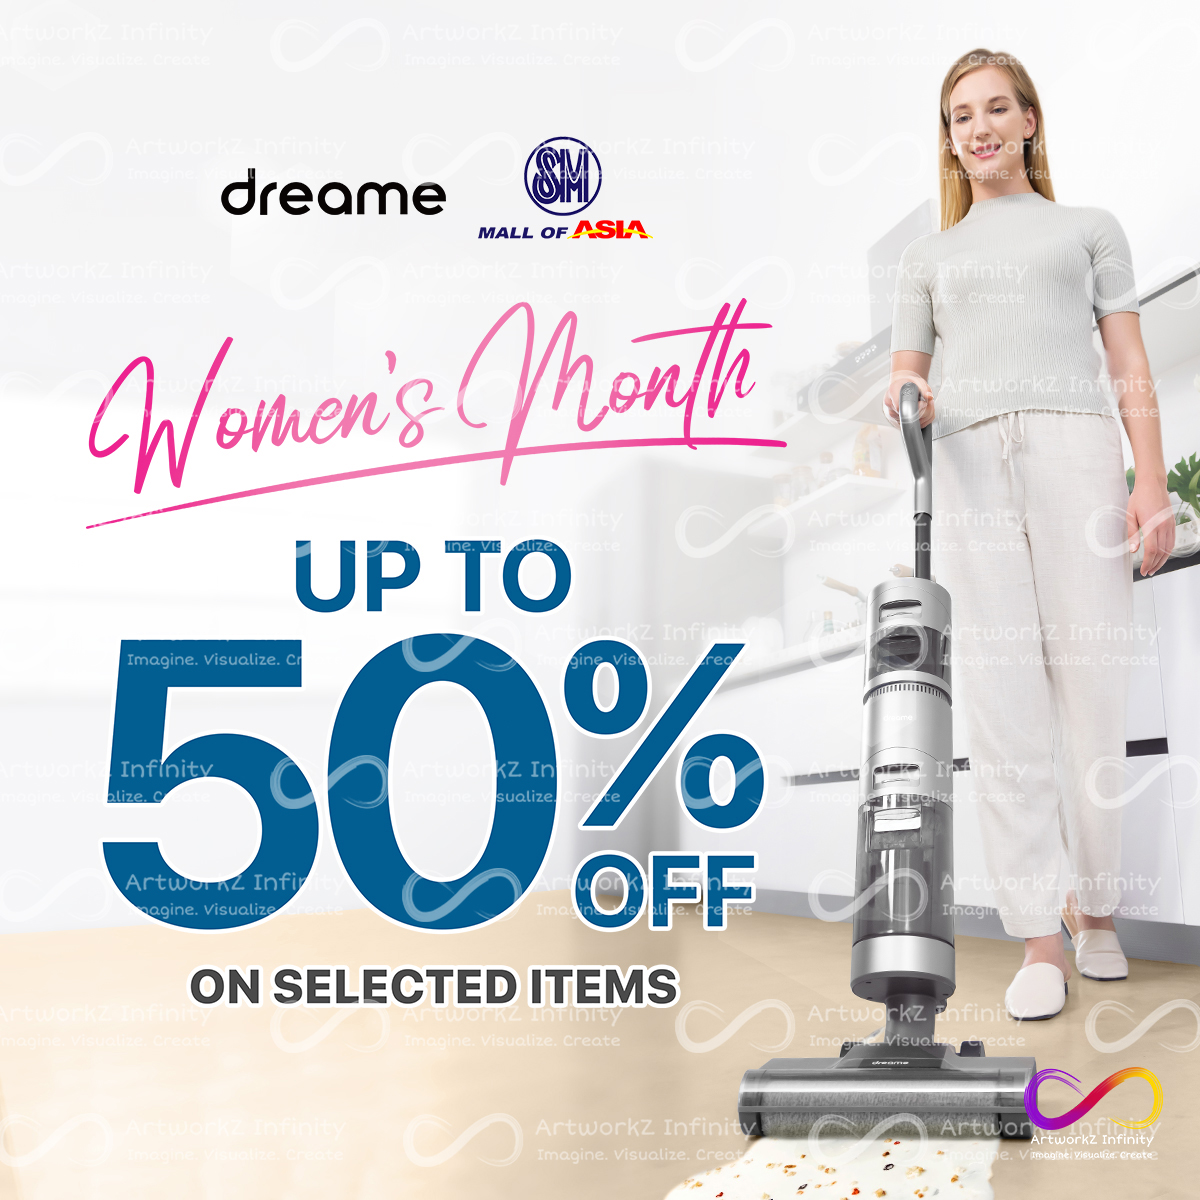 dreame
SM
MALL OF ASIA
Women's Month
UP TO
50%
OFF
ON SELECTED ITEMS
dreame
ArtworkZ Infinity
Imagine. Visualize. Create